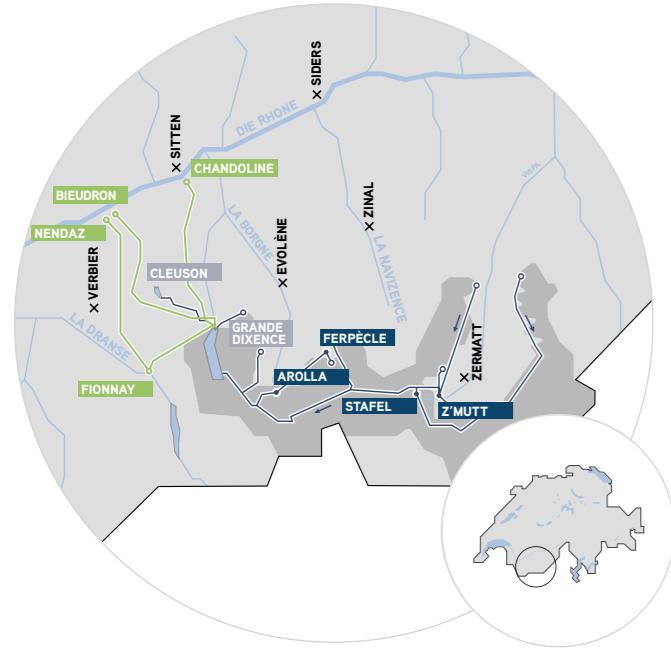 SIDERS
DIE RHONE
SITTEN
CHANDOLINE
VISPA
BIEUDRON
NENDAZ
LA BORGNE
ZINAL
EVOLÈNE
LA NAVIZENCE
CLEUSON
VERBIER
LA DRANSE
GRANDE
DIXENCE
FERPÈCLE
ZERMATT
AROLLA
FIONNAY
STAFEL
Z'MUTT